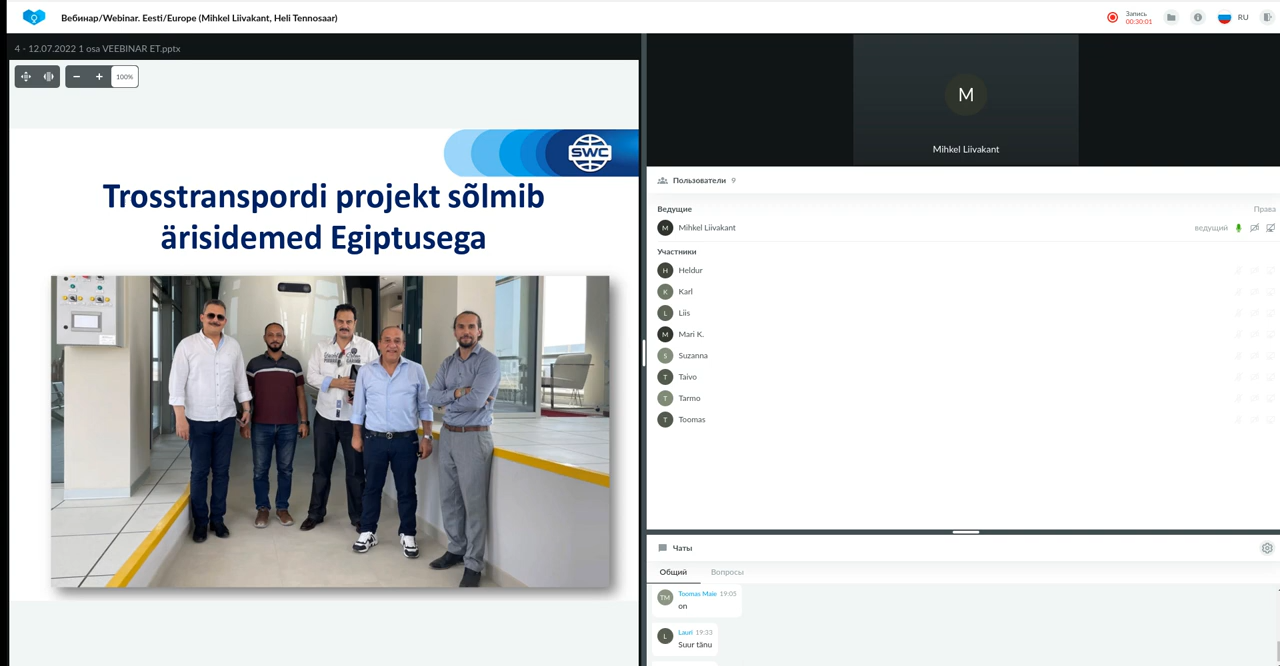 Вебинар/Webinar. Eesti/Europe (Mihkel Liivakant, Heli Tennosaar)
Запись
00:30:01
RU
4 - 12.07.2022 1 osa VEEBINAR ET.pptx
100%
SWC
Trosstranspordi projekt sõlmib
ärisidemed Egiptusega
M
Mihkel Liivakant
Пользователи 9
Ведущие
Права
M Mihkel Liivakant ведущий
Участники
H Heldur
K Karl
L Liis
M Mari K.
S Suzanna
T Taivo
T Tarmo
T Toomas
Чаты
Общий Вопросы
TM Toomas Maie 19:05
on
L Lauri 19:33
Suur tänu